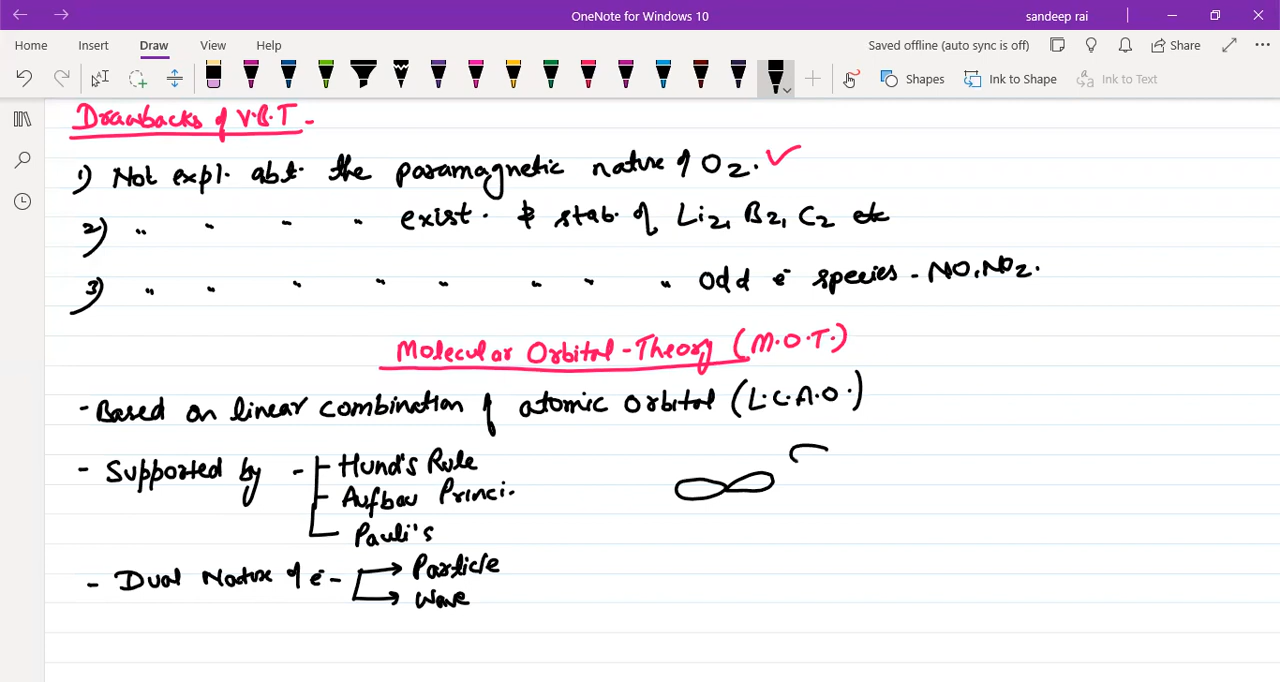 OneNote for Windows 10
sandeep rai
Home Insert Draw View Help
Saved offline (auto sync is off) Share
Shapes Ink to Shape Ink to Text
Drawbacks of V.B.T -
1) Not expl. abt. the paramagnetic nature of O2. ✓
2) " " " " exist. & stab. of Li2, B2, C2 etc
3) " " " " " " " " odd e- species - NO, NO2.
Molecular Orbital-Theory (M.O.T.)
- Based on linear combination of atomic orbital (L.C.A.O.)
- Supported by - Hund's Rule
Aufbau Princi.
Pauli's
- Dual Nature of e- - Particle
Wave